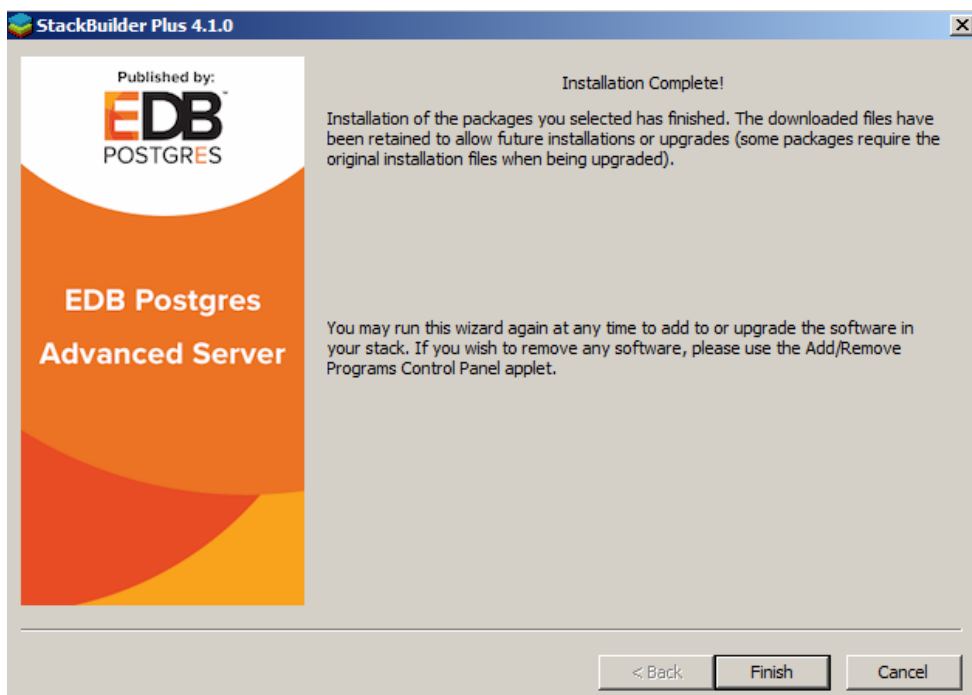 StackBuilder Plus 4.1.0
Published by:
EDB™
POSTGRES
EDB Postgres
Advanced Server
Installation Complete!
Installation of the packages you selected has finished. The downloaded files have
been retained to allow future installations or upgrades (some packages require the
original installation files when being upgraded).
You may run this wizard again at any time to add to or upgrade the software in
your stack. If you wish to remove any software, please use the Add/Remove
Programs Control Panel applet.
< Back
Finish
Cancel